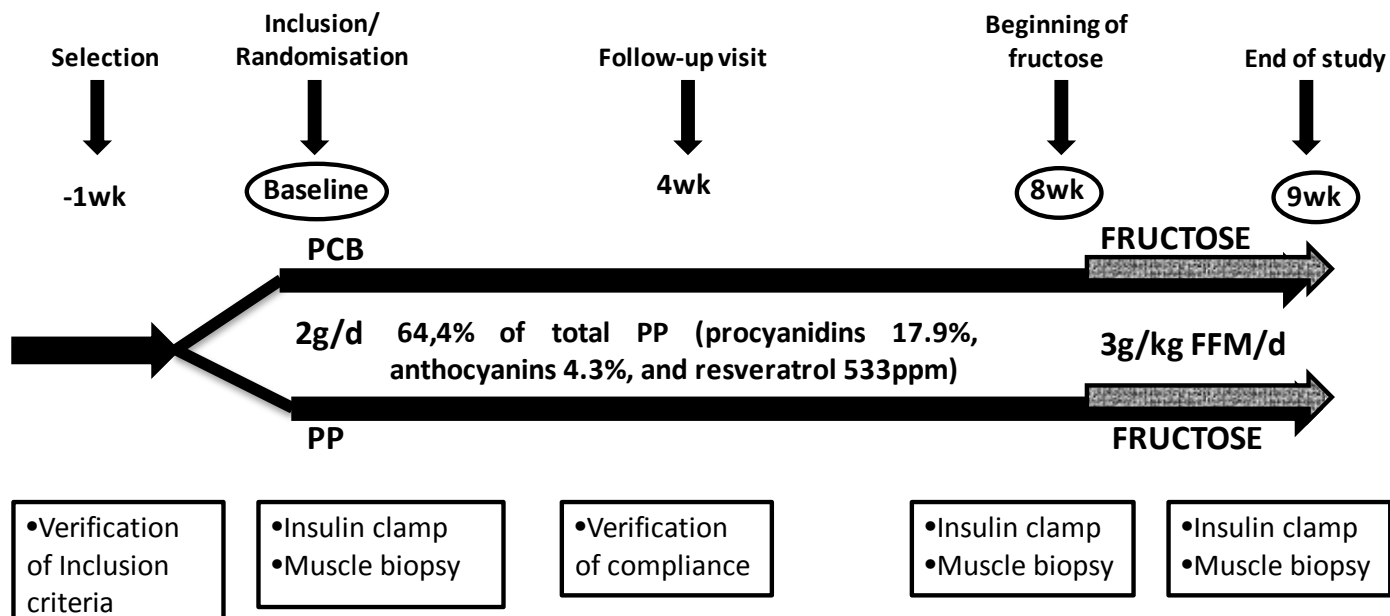 Selection
Inclusion/
Randomisation
Follow-up visit
Beginning of
fructose
End of study
-1wk
Baseline
4wk
8wk
9wk
PCB
FRUCTOSE
2g/d 64,4% of total PP (procyanidins 17.9%,
anthocyanins 4.3%, and resveratrol 533ppm)
3g/kg FFM/d
PP
FRUCTOSE
•Verification
of Inclusion
criteria
•Insulin clamp
•Muscle biopsy
•Verification
of compliance
•Insulin clamp
•Muscle biopsy
•Insulin clamp
•Muscle biopsy